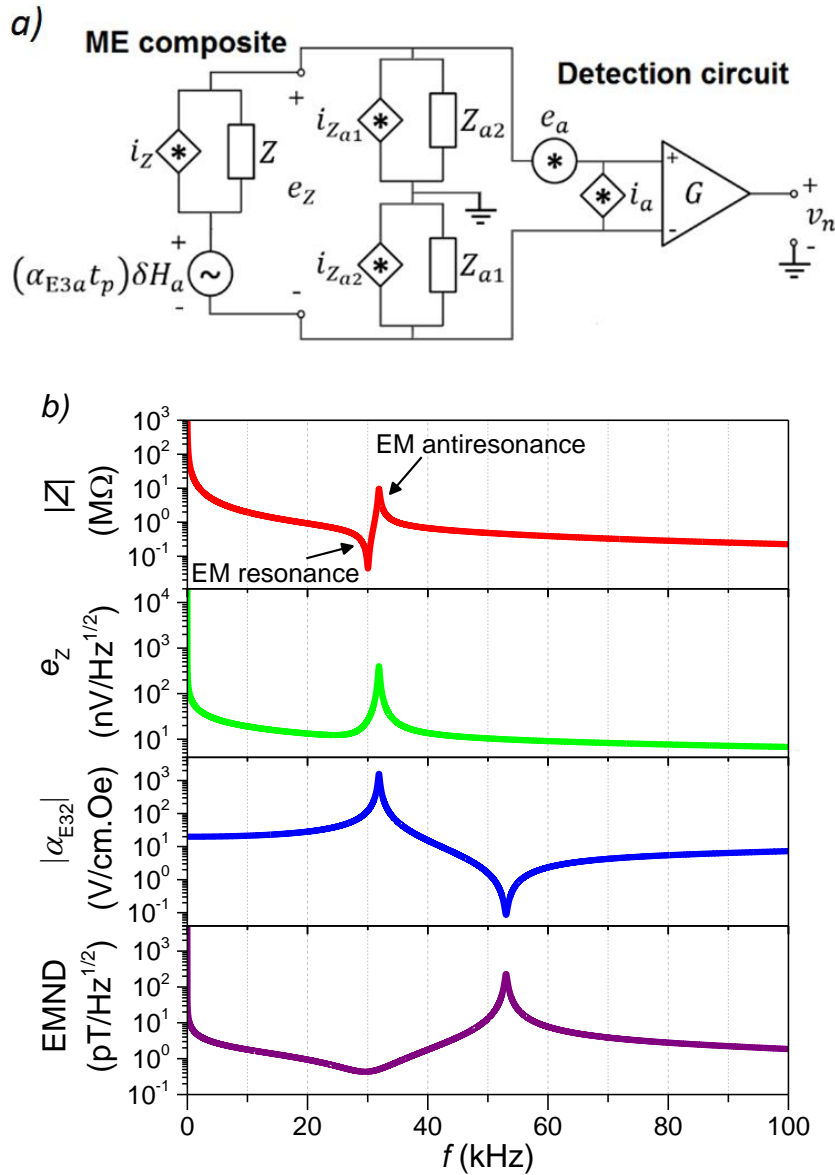 a)
ME composite
Detection circuit
i_Z
Z
+
-
(α_E3a t_p)δH_a
+
-
e_Z
i_Za1
Z_a2
i_Za2
Z_a1
e_a
i_a
+
-
G
+
v_n
-
b)
|Z|
(MΩ)
10^3
10^2
10^1
10^0
10^-1
EM antiresonance
EM resonance
e_Z
(nV/Hz^1/2)
10^4
10^3
10^2
10^1
|α_E32|
(V/cm.Oe)
10^3
10^2
10^1
10^0
10^-1
EMND
(pT/Hz^1/2)
10^3
10^2
10^1
10^0
10^-1
0 20 40 60 80 100
f (kHz)